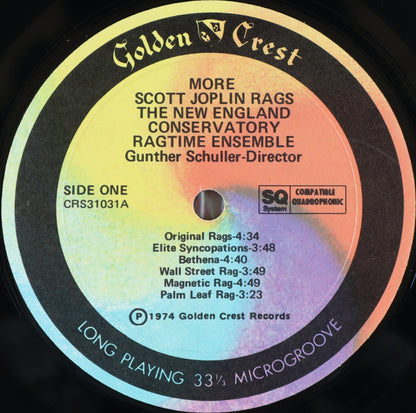 Golden Crest
MORE
SCOTT JOPLIN RAGS
THE NEW ENGLAND
CONSERVATORY
RAGTIME ENSEMBLE
Gunther Schuller-Director
SIDE ONE
CRS31031A
SQ
System
COMPATIBLE
QUADROPHONIC
Original Rags-4:34
Elite Syncopations-3:48
Bethena-4:40
Wall Street Rag-3:49
Magnetic Rag-4:49
Palm Leaf Rag-3:23
Ⓟ 1974 Golden Crest Records
LONG PLAYING 33⅓ MICROGROOVE